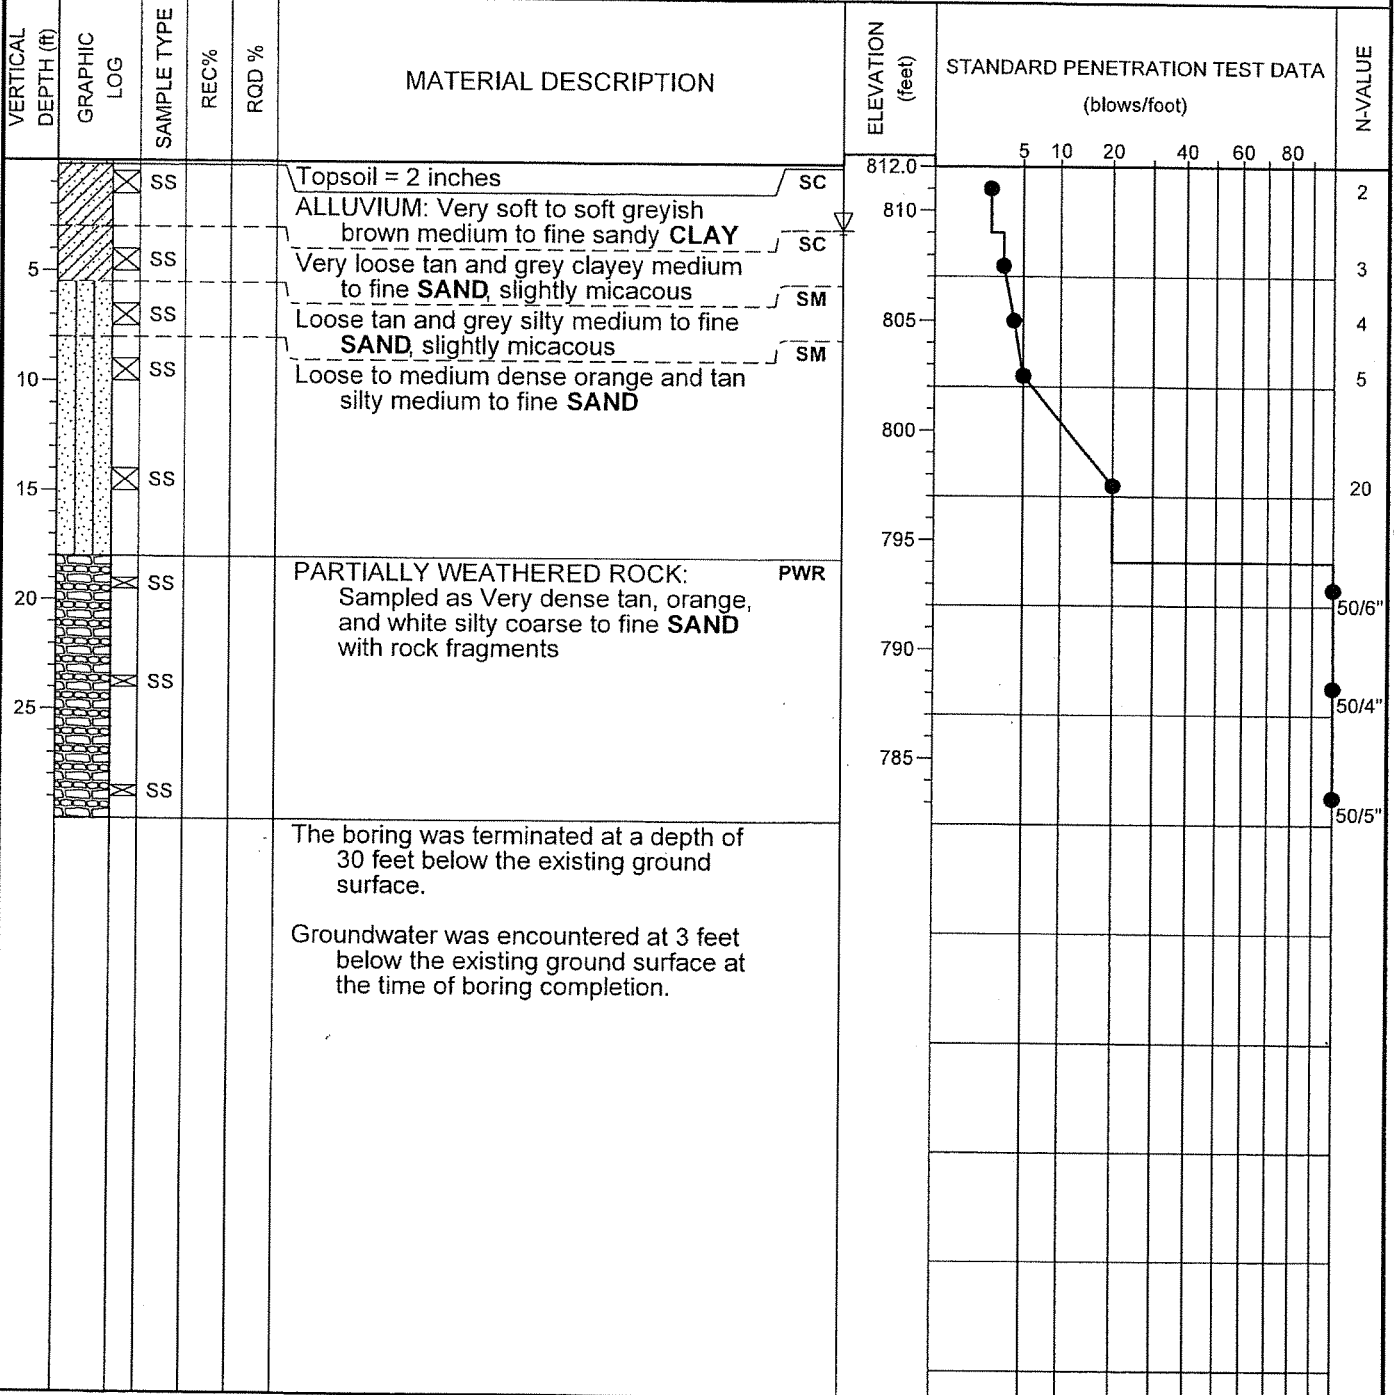 VERTICAL
DEPTH (ft)
GRAPHIC
LOG
SAMPLE TYPE
REC%
RQD %
MATERIAL DESCRIPTION
ELEVATION
(feet)
STANDARD PENETRATION TEST DATA
(blows/foot)
N-VALUE
5 10 20 40 60 80
812.0
SS
Topsoil = 2 inches
SC
2
ALLUVIUM: Very soft to soft greyish
brown medium to fine sandy CLAY
810
SC
5
SS
Very loose tan and grey clayey medium
to fine SAND, slightly micacous
3
SM
SS
Loose tan and grey silty medium to fine
SAND, slightly micacous
805
4
SM
10
SS
Loose to medium dense orange and tan
silty medium to fine SAND
5
800
15
SS
20
795
PARTIALLY WEATHERED ROCK:
PWR
SS
20
Sampled as Very dense tan, orange,
and white silty coarse to fine SAND
with rock fragments
50/6"
790
SS
25
50/4"
785
SS
50/5"
The boring was terminated at a depth of
30 feet below the existing ground
surface.
Groundwater was encountered at 3 feet
below the existing ground surface at
the time of boring completion.